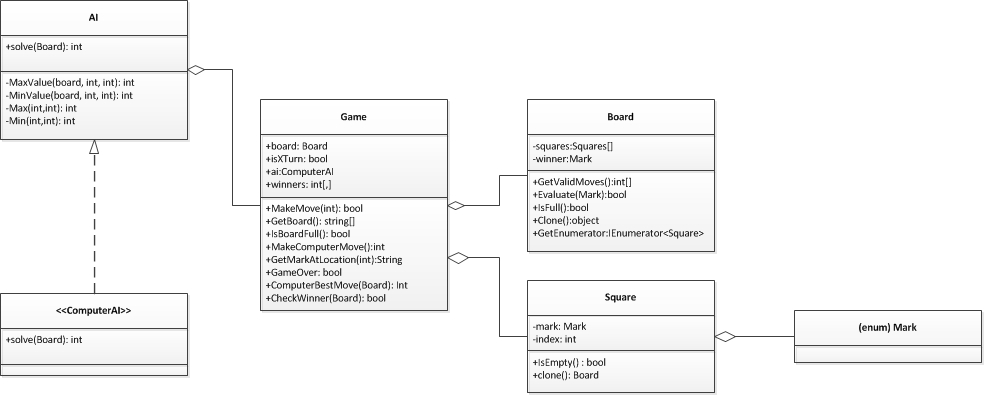 AI
+solve(Board): int
-MaxValue(board, int, int): int
-MinValue(board, int, int): int
-Max(int,int): int
-Min(int,int): int
<<ComputerAI>>
+solve(Board): int
Game
+board: Board
+isXTurn: bool
+ai:ComputerAI
+winners: int[,]
+MakeMove(int): bool
+GetBoard(): string[]
+IsBoardFull(): bool
+MakeComputerMove():int
+GetMarkAtLocation(int):String
+GameOver: bool
+ComputerBestMove(Board): Int
+CheckWinner(Board): bool
Board
-squares:Squares[]
-winner:Mark
+GetValidMoves():int[]
+Evaluate(Mark):bool
+IsFull():bool
+Clone():object
+GetEnumerator:IEnumerator<Square>
Square
-mark: Mark
-index: int
+IsEmpty() : bool
+clone(): Board
(enum) Mark